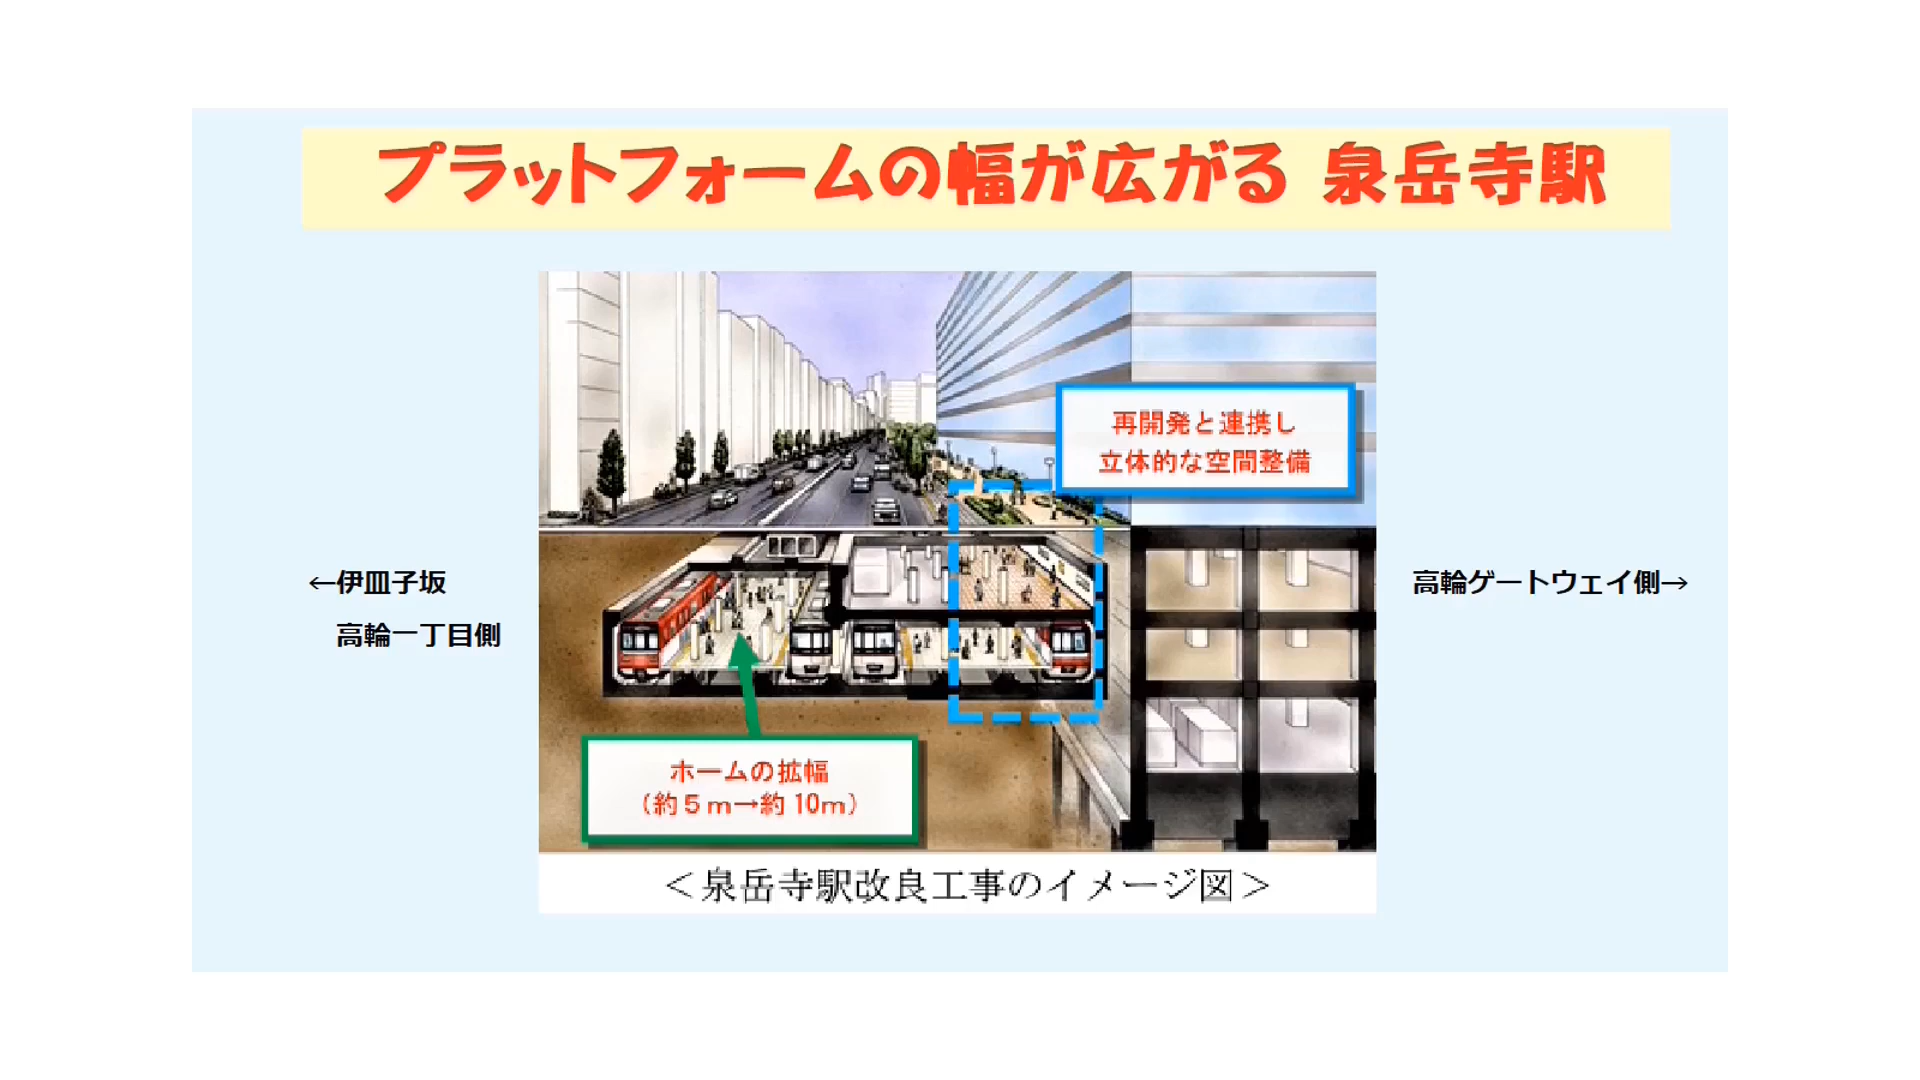 プラットフォームの幅が広がる 泉岳寺駅
再開発と連携し
立体的な空間整備
←伊皿子坂
高輪一丁目側
高輪ゲートウェイ側→
ホームの拡幅
（約５ｍ→約10ｍ）
＜泉岳寺駅改良工事のイメージ図＞